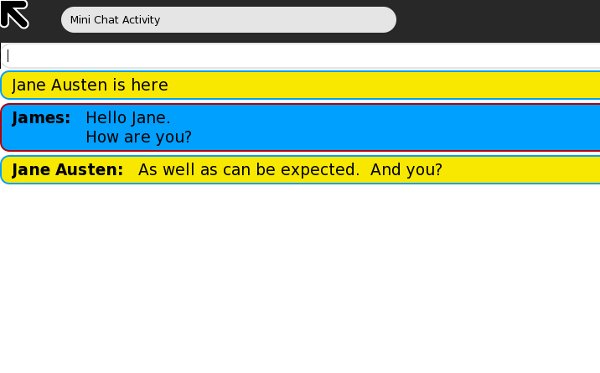 Mini Chat Activity
Jane Austen is here
James: Hello Jane.
How are you?
Jane Austen: As well as can be expected. And you?